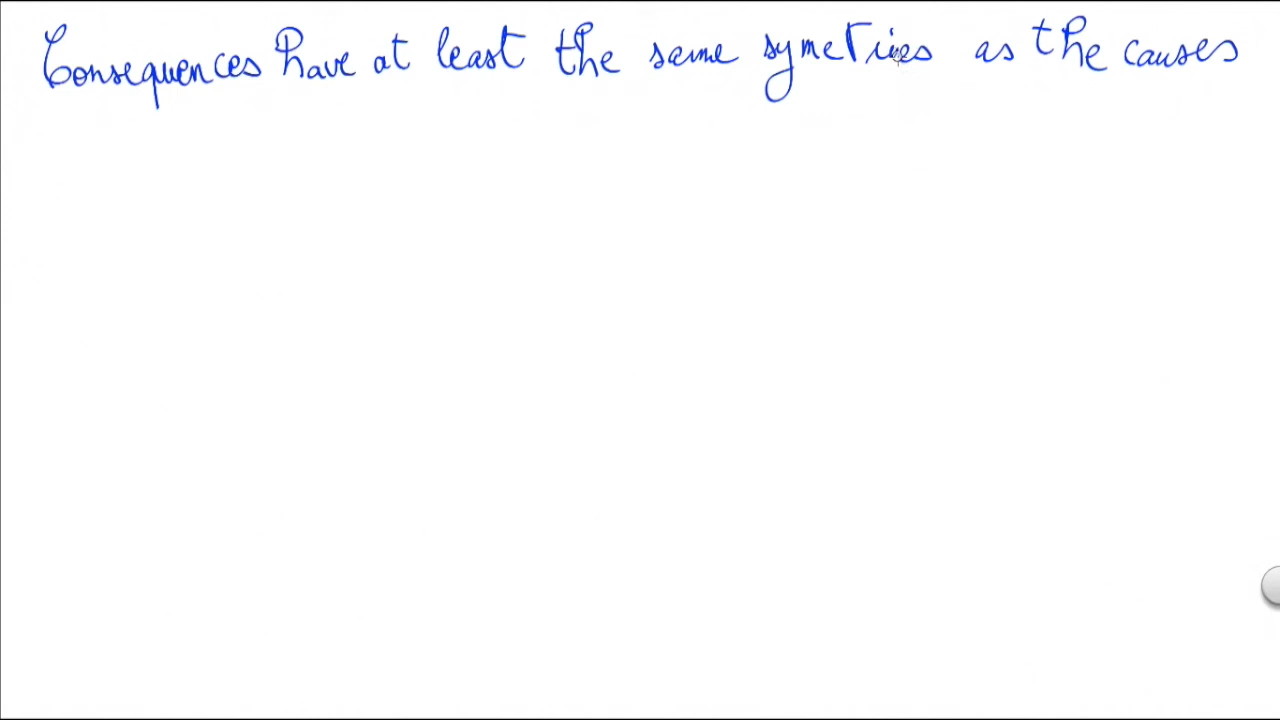 Consequences have at least the same symetries as the causes